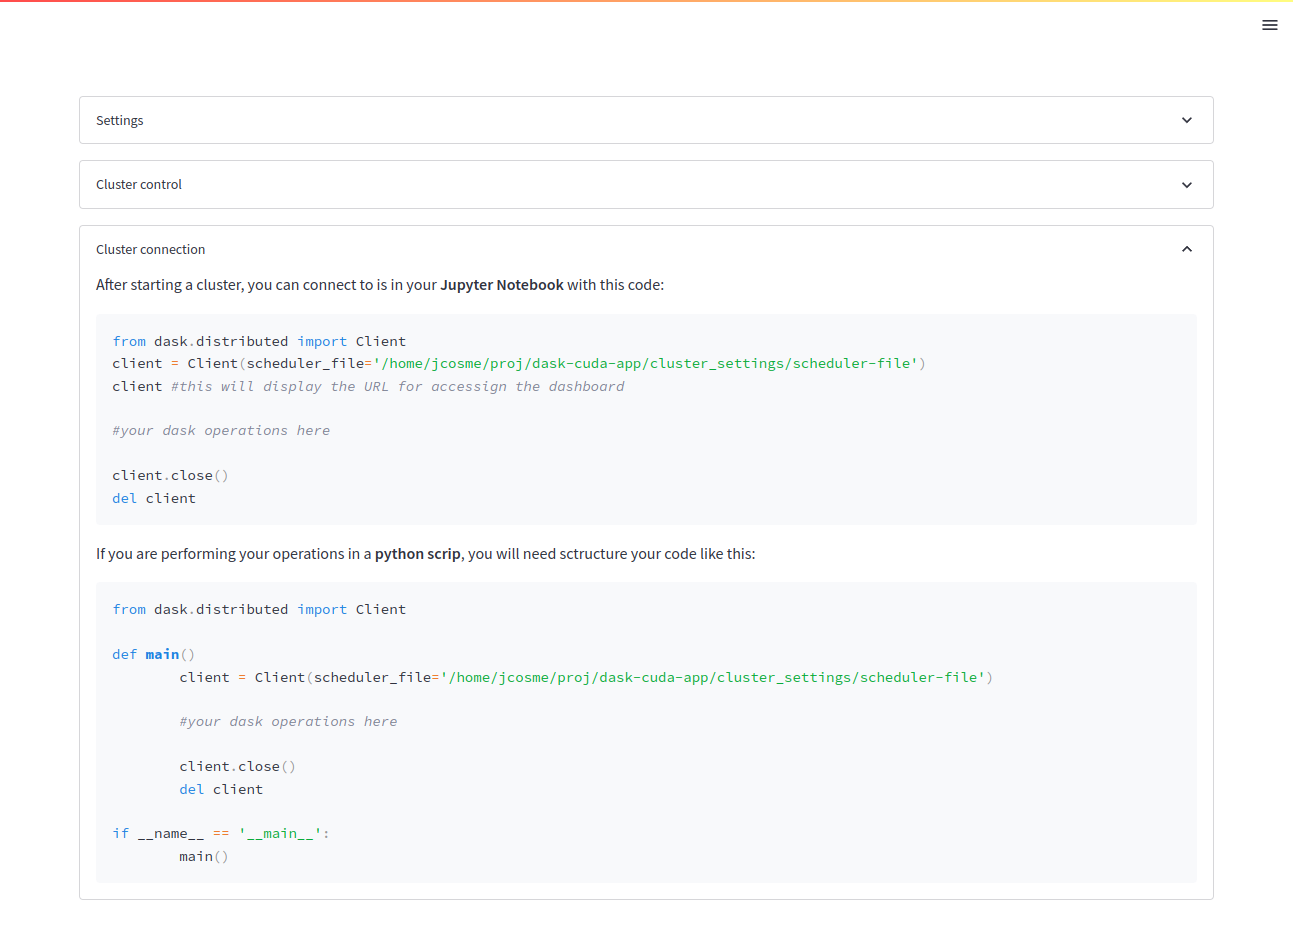 Settings
Cluster control
Cluster connection
After starting a cluster, you can connect to is in your Jupyter Notebook with this code:
from dask.distributed import Client
client = Client(scheduler_file='/home/jcosme/proj/dask-cuda-app/cluster_settings/scheduler-file')
client #this will display the URL for accessign the dashboard
#your dask operations here
client.close()
del client
If you are performing your operations in a python scrip, you will need sctructure your code like this:
from dask.distributed import Client
def main()
client = Client(scheduler_file='/home/jcosme/proj/dask-cuda-app/cluster_settings/scheduler-file')
#your dask operations here
client.close()
del client
if __name__ == '__main__':
main()